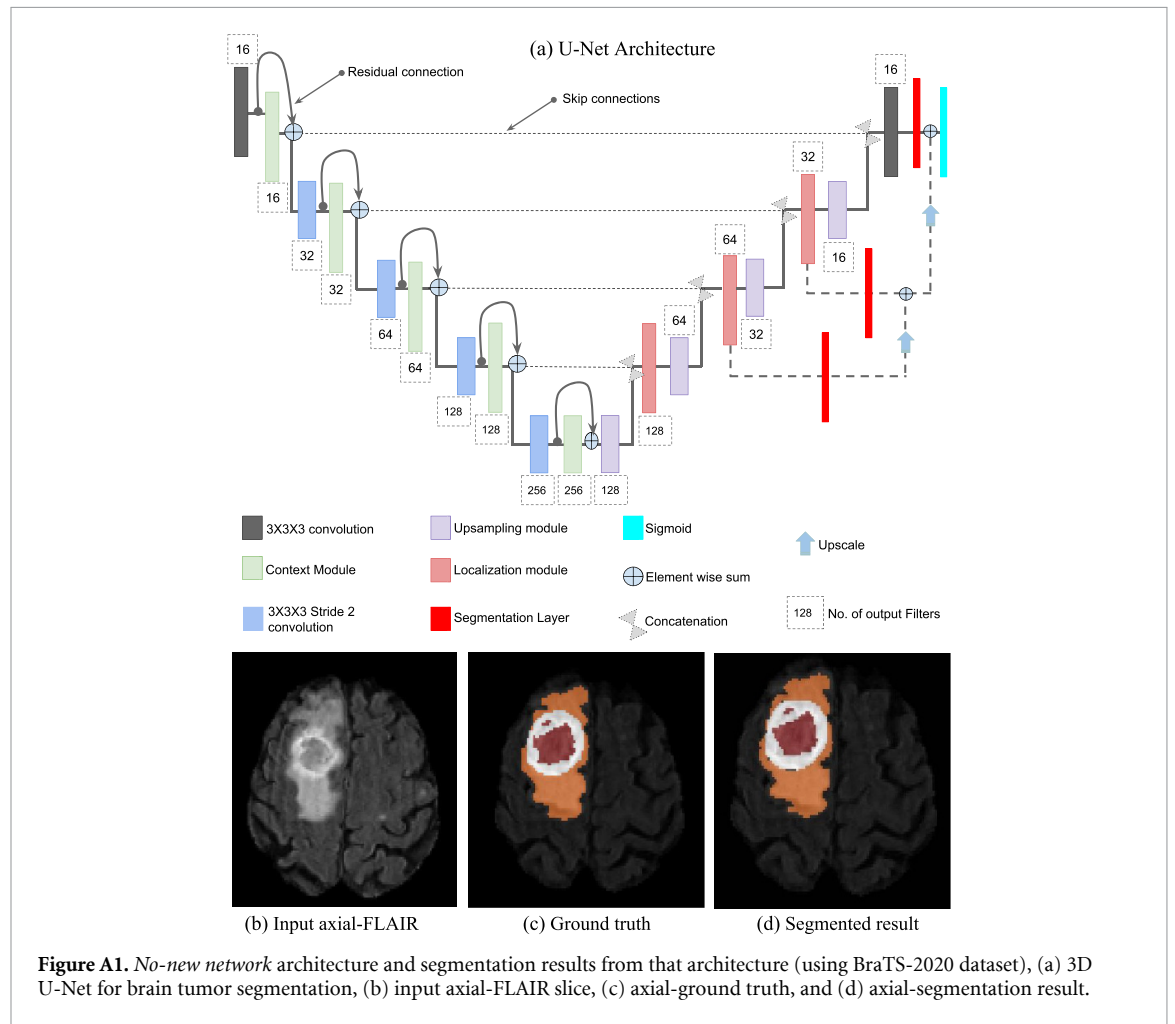 (a) U-Net Architecture
16
Residual connection
Skip connections
16
16
32
32
32
16
64
64
64
32
128
128
64
128
256
256
128
3X3X3 convolution
Upsampling module
Sigmoid
Upscale
Context Module
Localization module
Element wise sum
3X3X3 Stride 2
convolution
Segmentation Layer
Concatenation
128
No. of output Filters
(b) Input axial-FLAIR
(c) Ground truth
(d) Segmented result
Figure A1. No-new network architecture and segmentation results from that architecture (using BraTS-2020 dataset), (a) 3D
U-Net for brain tumor segmentation, (b) input axial-FLAIR slice, (c) axial-ground truth, and (d) axial-segmentation result.